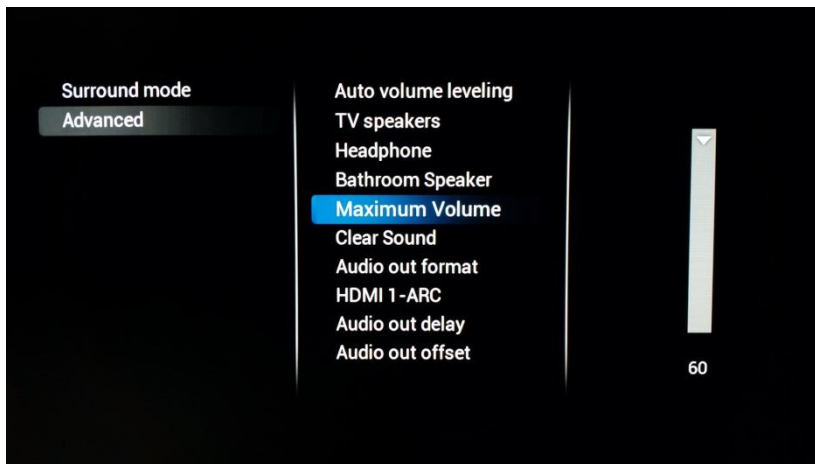 Surround mode
Advanced
Auto volume leveling
TV speakers
Headphone
Bathroom Speaker
Maximum Volume
Clear Sound
Audio out format
HDMI 1-ARC
Audio out delay
Audio out offset
60